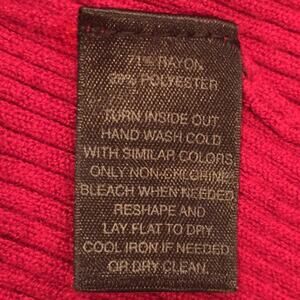 71% RAYON
29% POLYESTER
TURN INSIDE OUT
HAND WASH COLD
WITH SIMILAR COLORS
ONLY NON-CHLORINE
BLEACH WHEN NEEDED
RESHAPE AND
LAY FLAT TO DRY
COOL IRON IF NEEDED
OR DRY CLEAN.